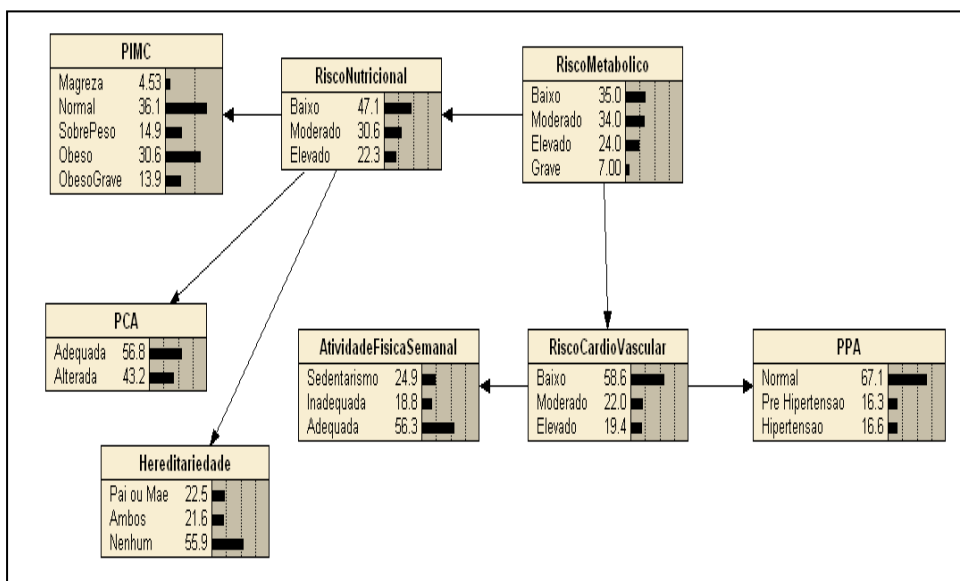 PIMC
Magreza 4.53
Normal 36.1
SobrePeso 14.9
Obeso 30.6
ObesoGrave 13.9
RiscoNutricional
Baixo 47.1
Moderado 30.6
Elevado 22.3
RiscoMetabolico
Baixo 35.0
Moderado 34.0
Elevado 24.0
Grave 7.00
PCA
Adequada 56.8
Alterada 43.2
AtividadeFisicaSemanal
Sedentarismo 24.9
Inadequada 18.8
Adequada 56.3
RiscoCardioVascular
Baixo 58.6
Moderado 22.0
Elevado 19.4
PPA
Normal 67.1
Pre Hipertensao 16.3
Hipertensao 16.6
Hereditariedade
Pai ou Mae 22.5
Ambos 21.6
Nenhum 55.9